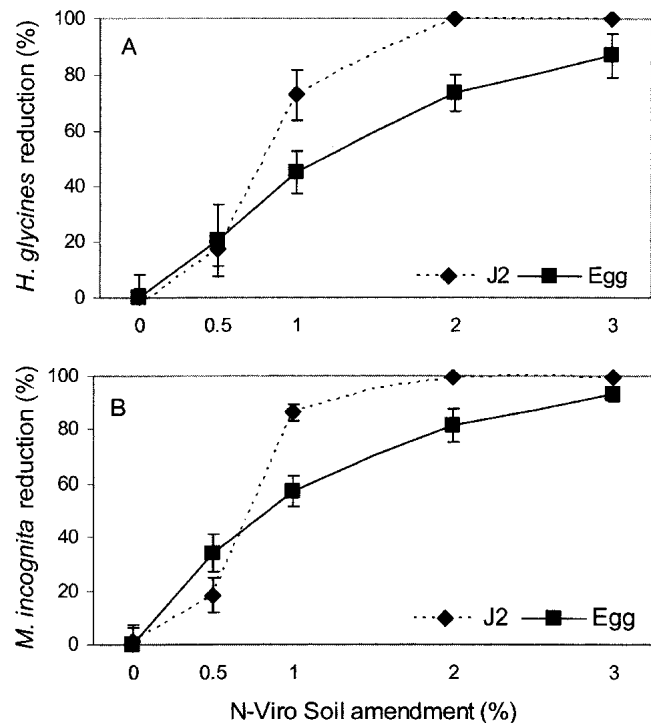 A
H. glycines reduction (%)
100
80
60
40
20
0
J2 Egg
0 0.5 1 2 3
B
M. incognita reduction (%)
100
80
60
40
20
0
J2 Egg
0 0.5 1 2 3
N-Viro Soil amendment (%)